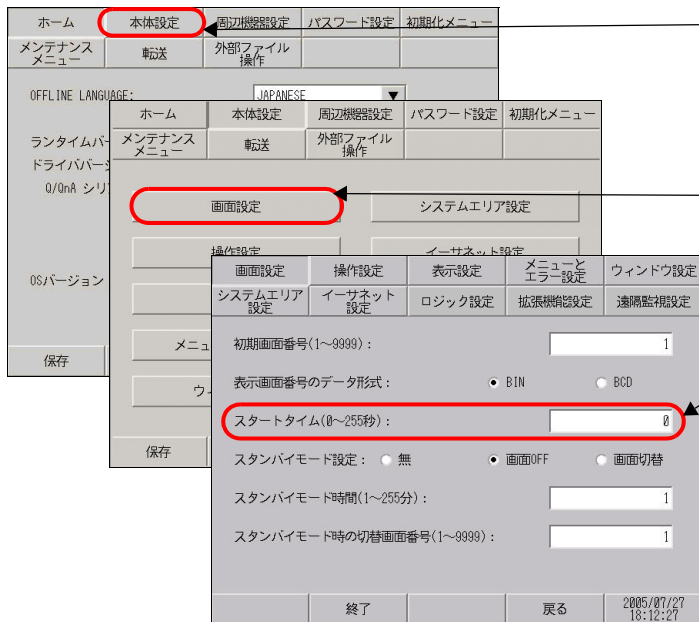 ホーム 本体設定 周辺機器設定 パスワード設定 初期化メニュー
メンテナンス
メニュー
転送
外部ファイル
操作
OFFLINE LANGUAGE: JAPANESE ▼
ランタイムバー
ドライババー
Q/QnA シリ
OSバージョン
保存
ホーム 本体設定 周辺機器設定 パスワード設定 初期化メニュー
メンテナンス
メニュー
転送
外部ファイル
操作
画面設定 システムエリア設定
操作設定 イーサネット設定
メニュ
ウ
保存
画面設定 操作設定 表示設定
メニューと
エラー設定
ウィンドウ設定
システムエリア
設定
イーサネット
設定
ロジック設定 拡張機能設定 遠隔監視設定
初期画面番号(1~9999): 1
表示画面番号のデータ形式: BIN BCD
スタートタイム(0~255秒): 0
スタンバイモード設定: 無 画面OFF 画面切替
スタンバイモード時間(1~255分): 1
スタンバイモード時の切替画面番号(1~9999): 1
終了 戻る
2005/07/27
18:12:27